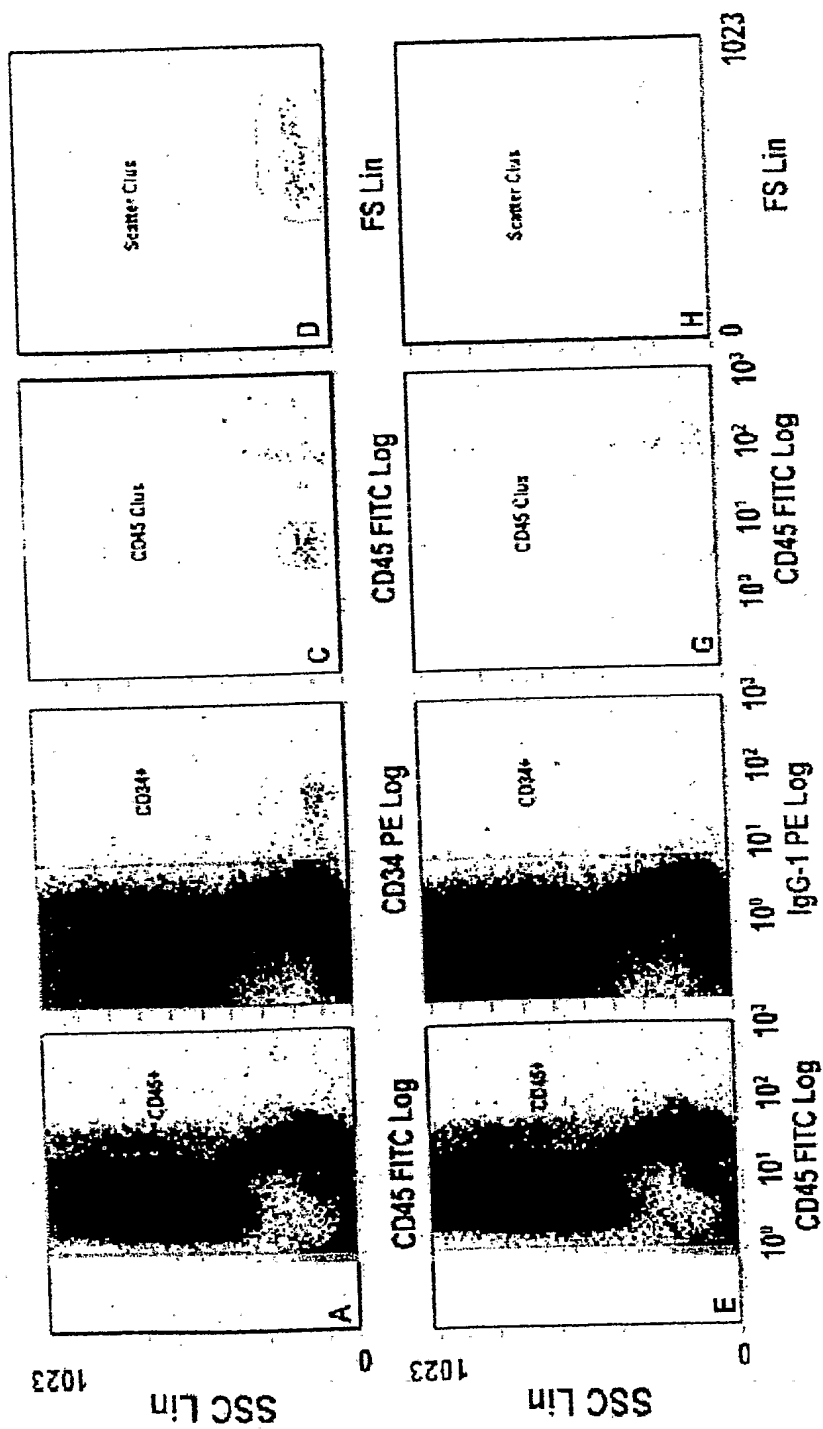 SSC Lin
1023
0
A
CD45+
CD45 FITC Log
CD34+
CD34 PE Log
C
CD45 Clus
CD45 FITC Log
D
Scatter Clus
FS Lin
SSC Lin
1023
0
E
CD45+
10⁰ 10¹ 10² 10³
CD45 FITC Log
CD34+
10⁰ 10¹ 10² 10³
IgG-1 PE Log
G
CD45 Clus
10⁰ 10¹ 10² 10³
CD45 FITC Log
H
Scatter Clus
0 1023
FS Lin